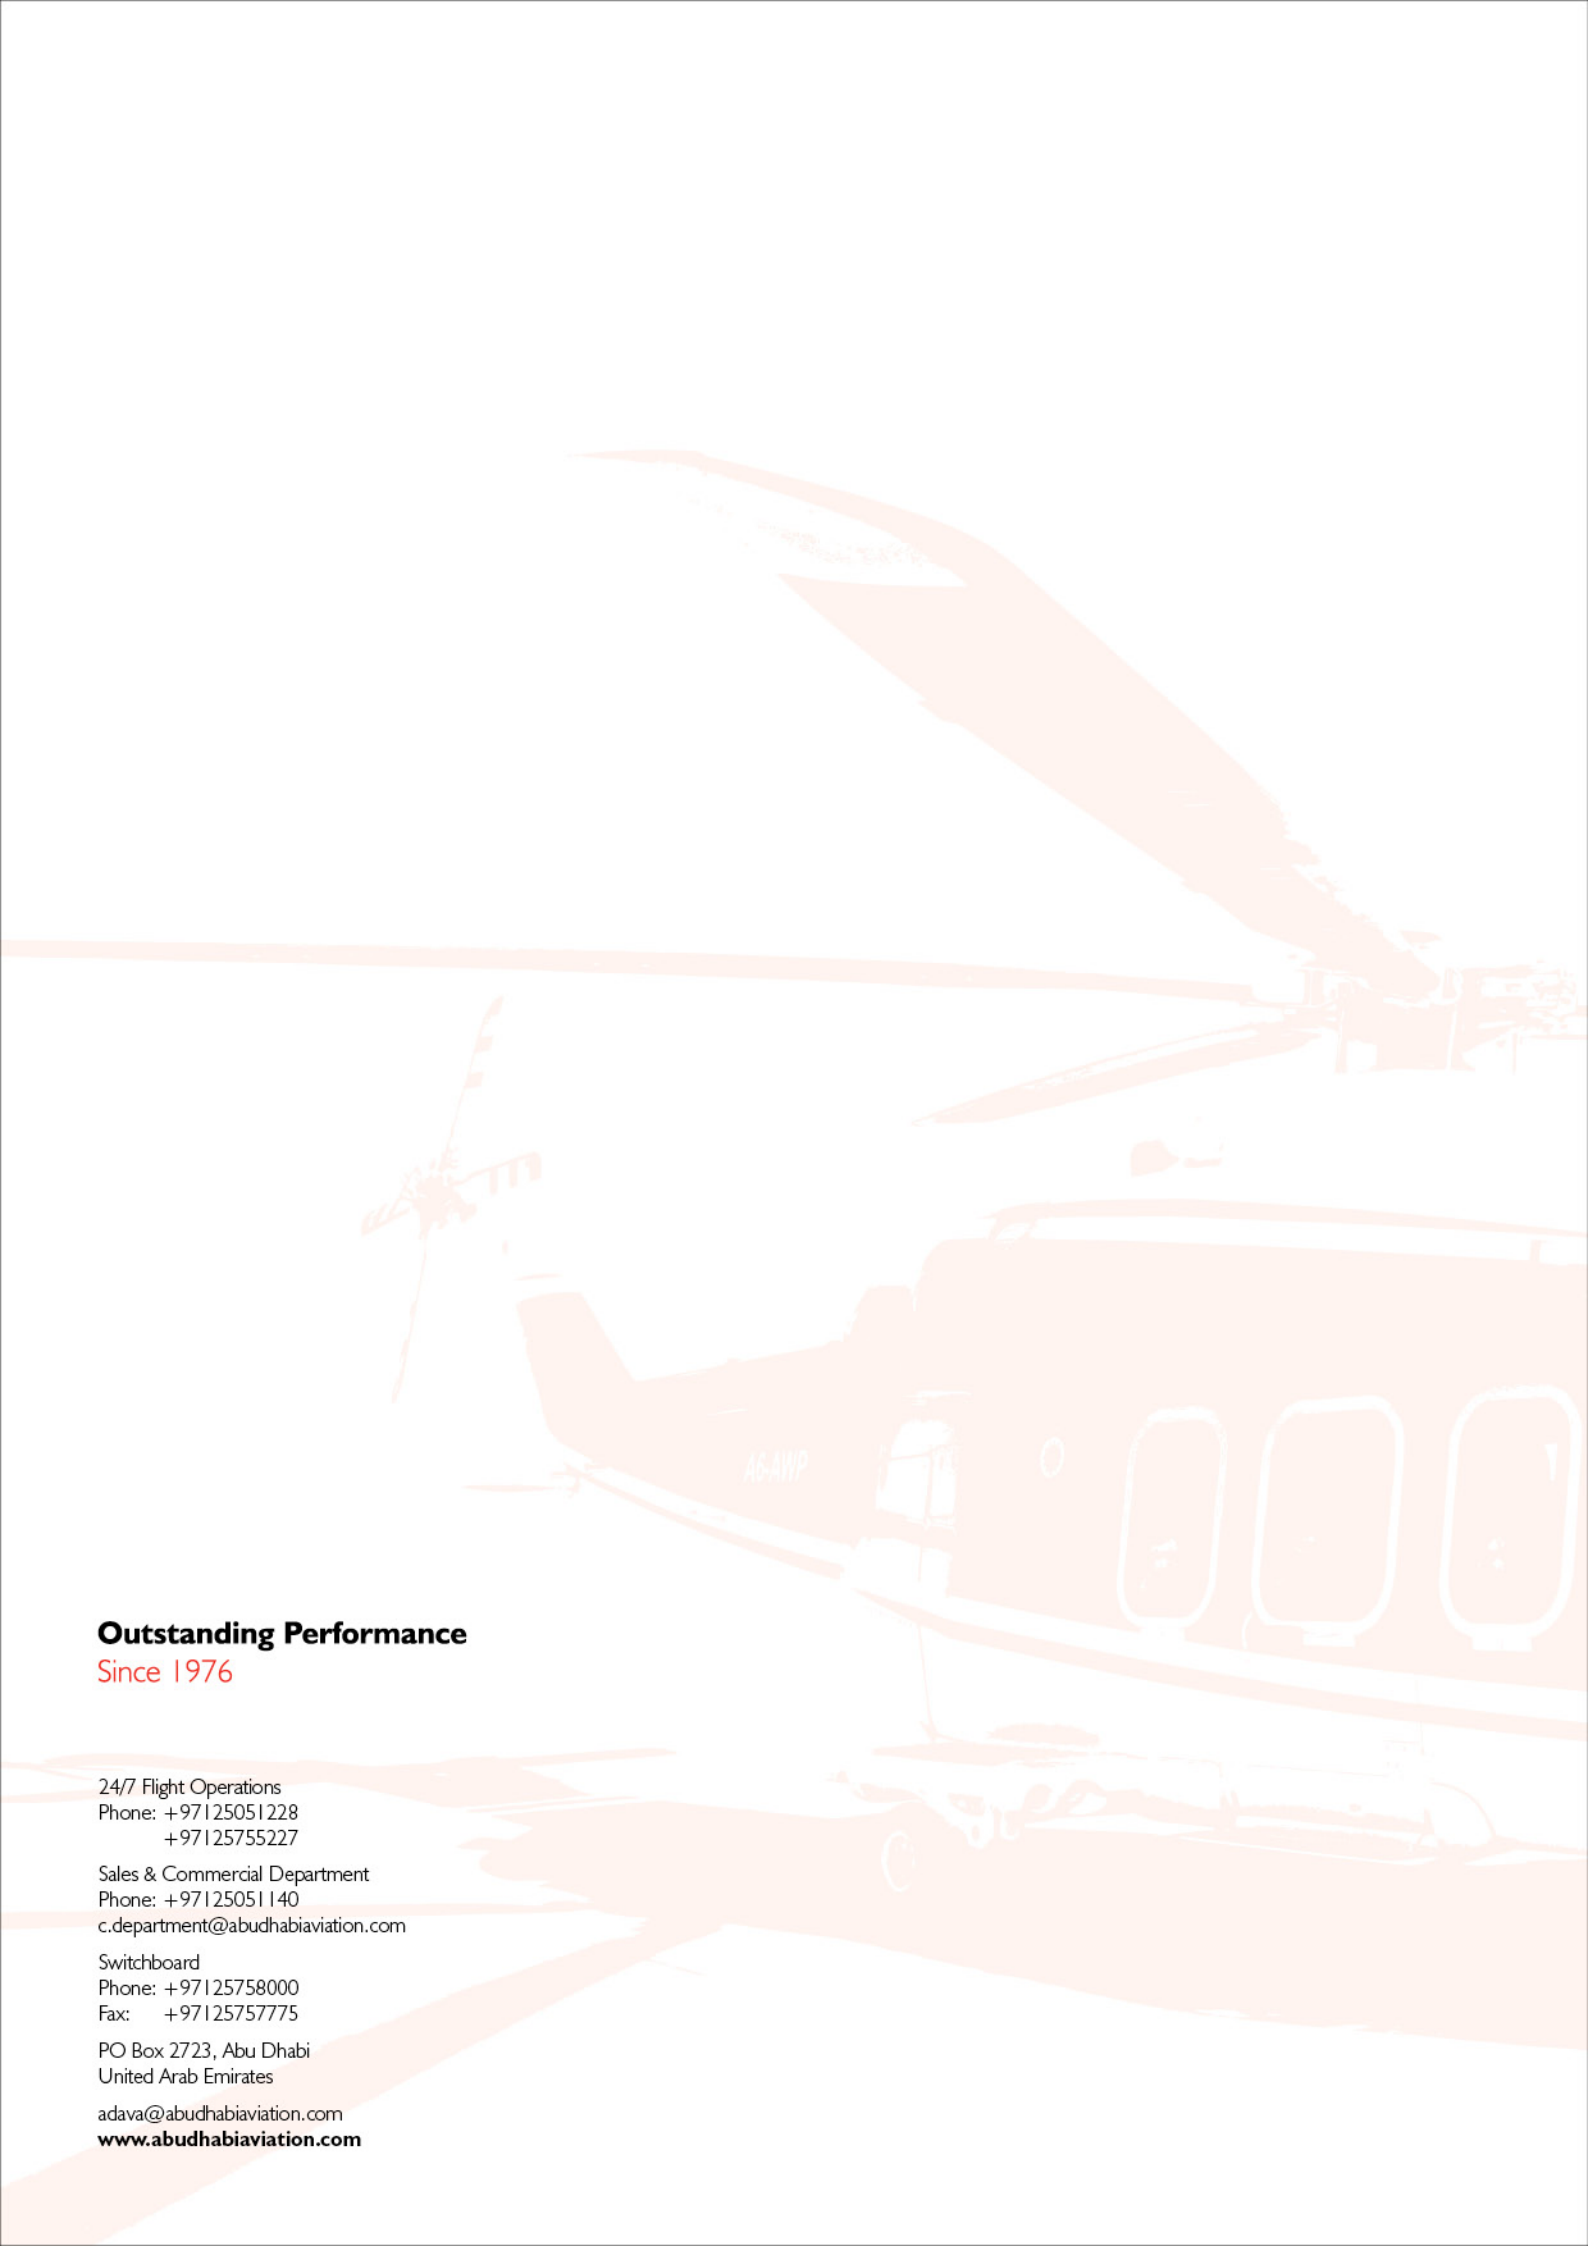 A6-AWP
Outstanding Performance
Since 1976
24/7 Flight Operations
Phone: +97125051228
+97125755227
Sales & Commercial Department
Phone: +97125051140
c.department@abudhabiaviation.com
Switchboard
Phone: +97125758000
Fax: +97125757775
PO Box 2723, Abu Dhabi
United Arab Emirates
adava@abudhabiaviation.com
www.abudhabiaviation.com